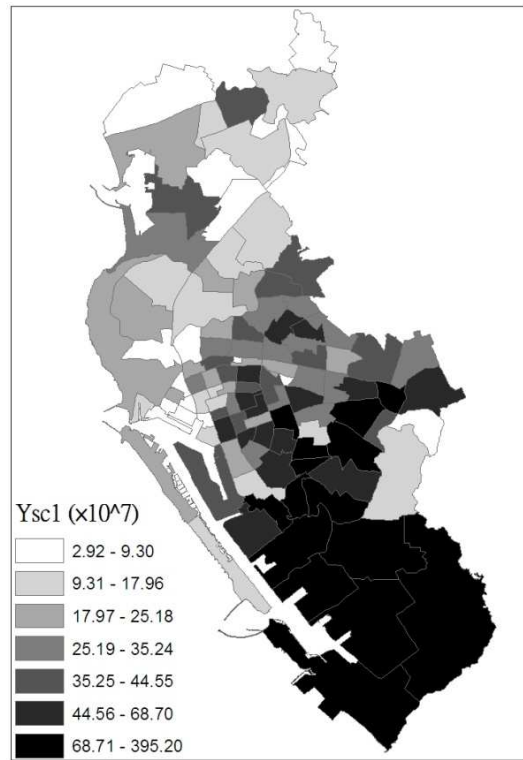 Ysc1 (×10^7)
2.92 - 9.30
9.31 - 17.96
17.97 - 25.18
25.19 - 35.24
35.25 - 44.55
44.56 - 68.70
68.71 - 395.20